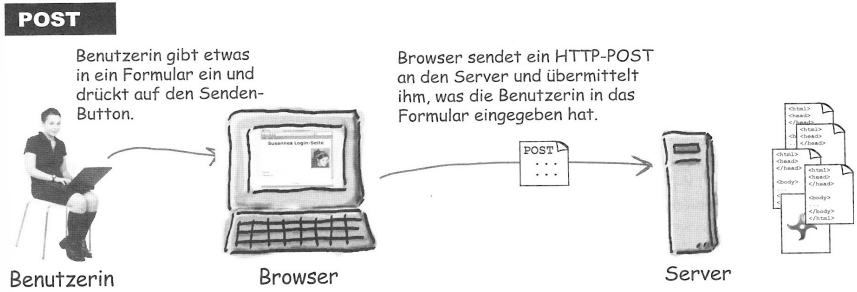 POST
Benutzerin gibt etwas
in ein Formular ein und
drückt auf den Senden-
Button.
Browser sendet ein HTTP-POST
an den Server und übermittelt
ihm, was die Benutzerin in das
Formular eingegeben hat.
Susannes Login-Seite
POST
...
...
<html>
<head>
<html>
<head>
<html>
<head>
</head>
<body>
<html>
<head>
</head>
<body>
...
</body>
</html>
Benutzerin
Browser
Server